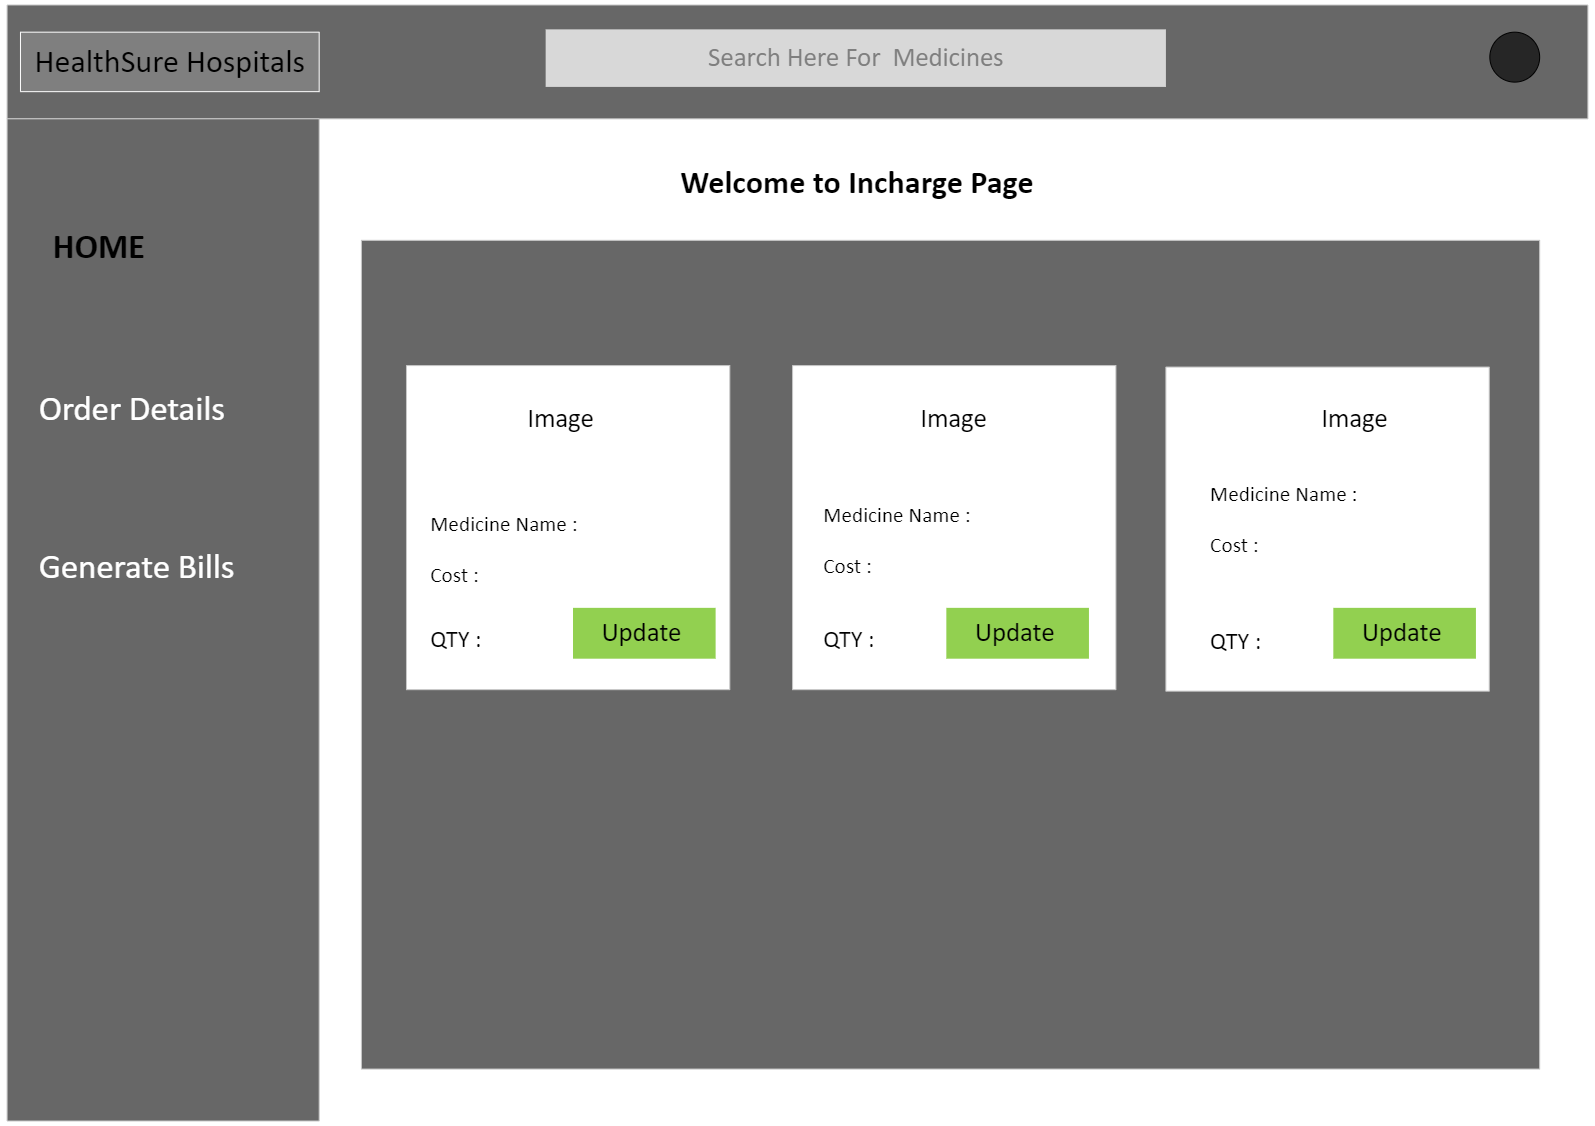 HealthSure Hospitals
Search Here For  Medicines
Welcome to Incharge Page
HOME
Order Details
Generate Bills
Image
Medicine Name :
Cost :
QTY :
Update
Image
Medicine Name :
Cost :
QTY :
Update
Image
Medicine Name :
Cost :
QTY :
Update